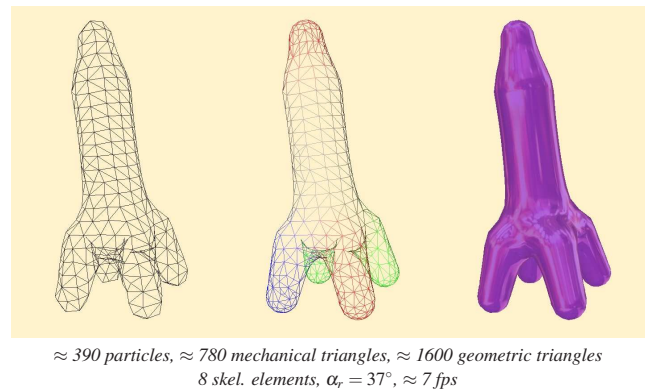 ≈ 390 particles, ≈ 780 mechanical triangles, ≈ 1600 geometric triangles
8 skel. elements, αr = 37°, ≈ 7 fps